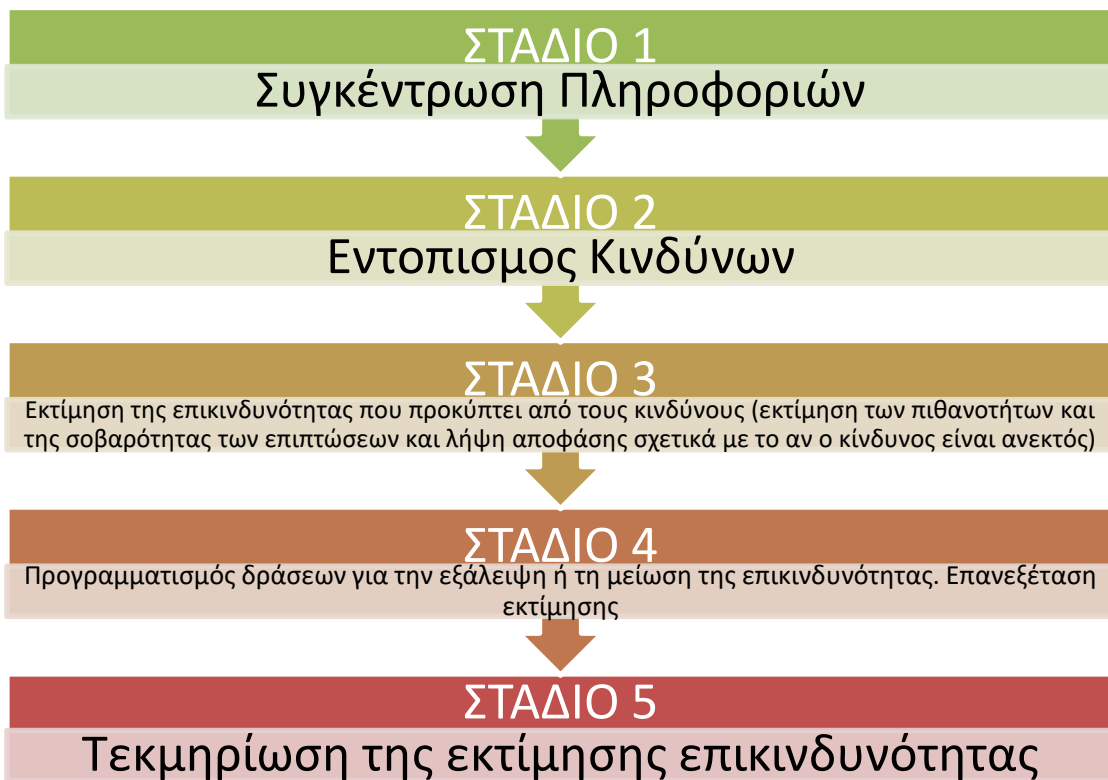 ΣΤΑΔΙΟ 1
Συγκέντρωση Πληροφοριών
ΣΤΑΔΙΟ 2
Εντοπισμος Κινδύνων
ΣΤΑΔΙΟ 3
Εκτίμηση της επικινδυνότητας που προκύπτει από τους κινδύνους (εκτίμηση των πιθανοτήτων και
της σοβαρότητας των επιπτώσεων και λήψη αποφάσης σχετικά με το αν ο κίνδυνος είναι ανεκτός)
ΣΤΑΔΙΟ 4
Προγραμματισμός δράσεων για την εξάλειψη ή τη μείωση της επικινδυνότητας. Επανεξέταση
εκτίμησης
ΣΤΑΔΙΟ 5
Τεκμηρίωση της εκτίμησης επικινδυνότητας